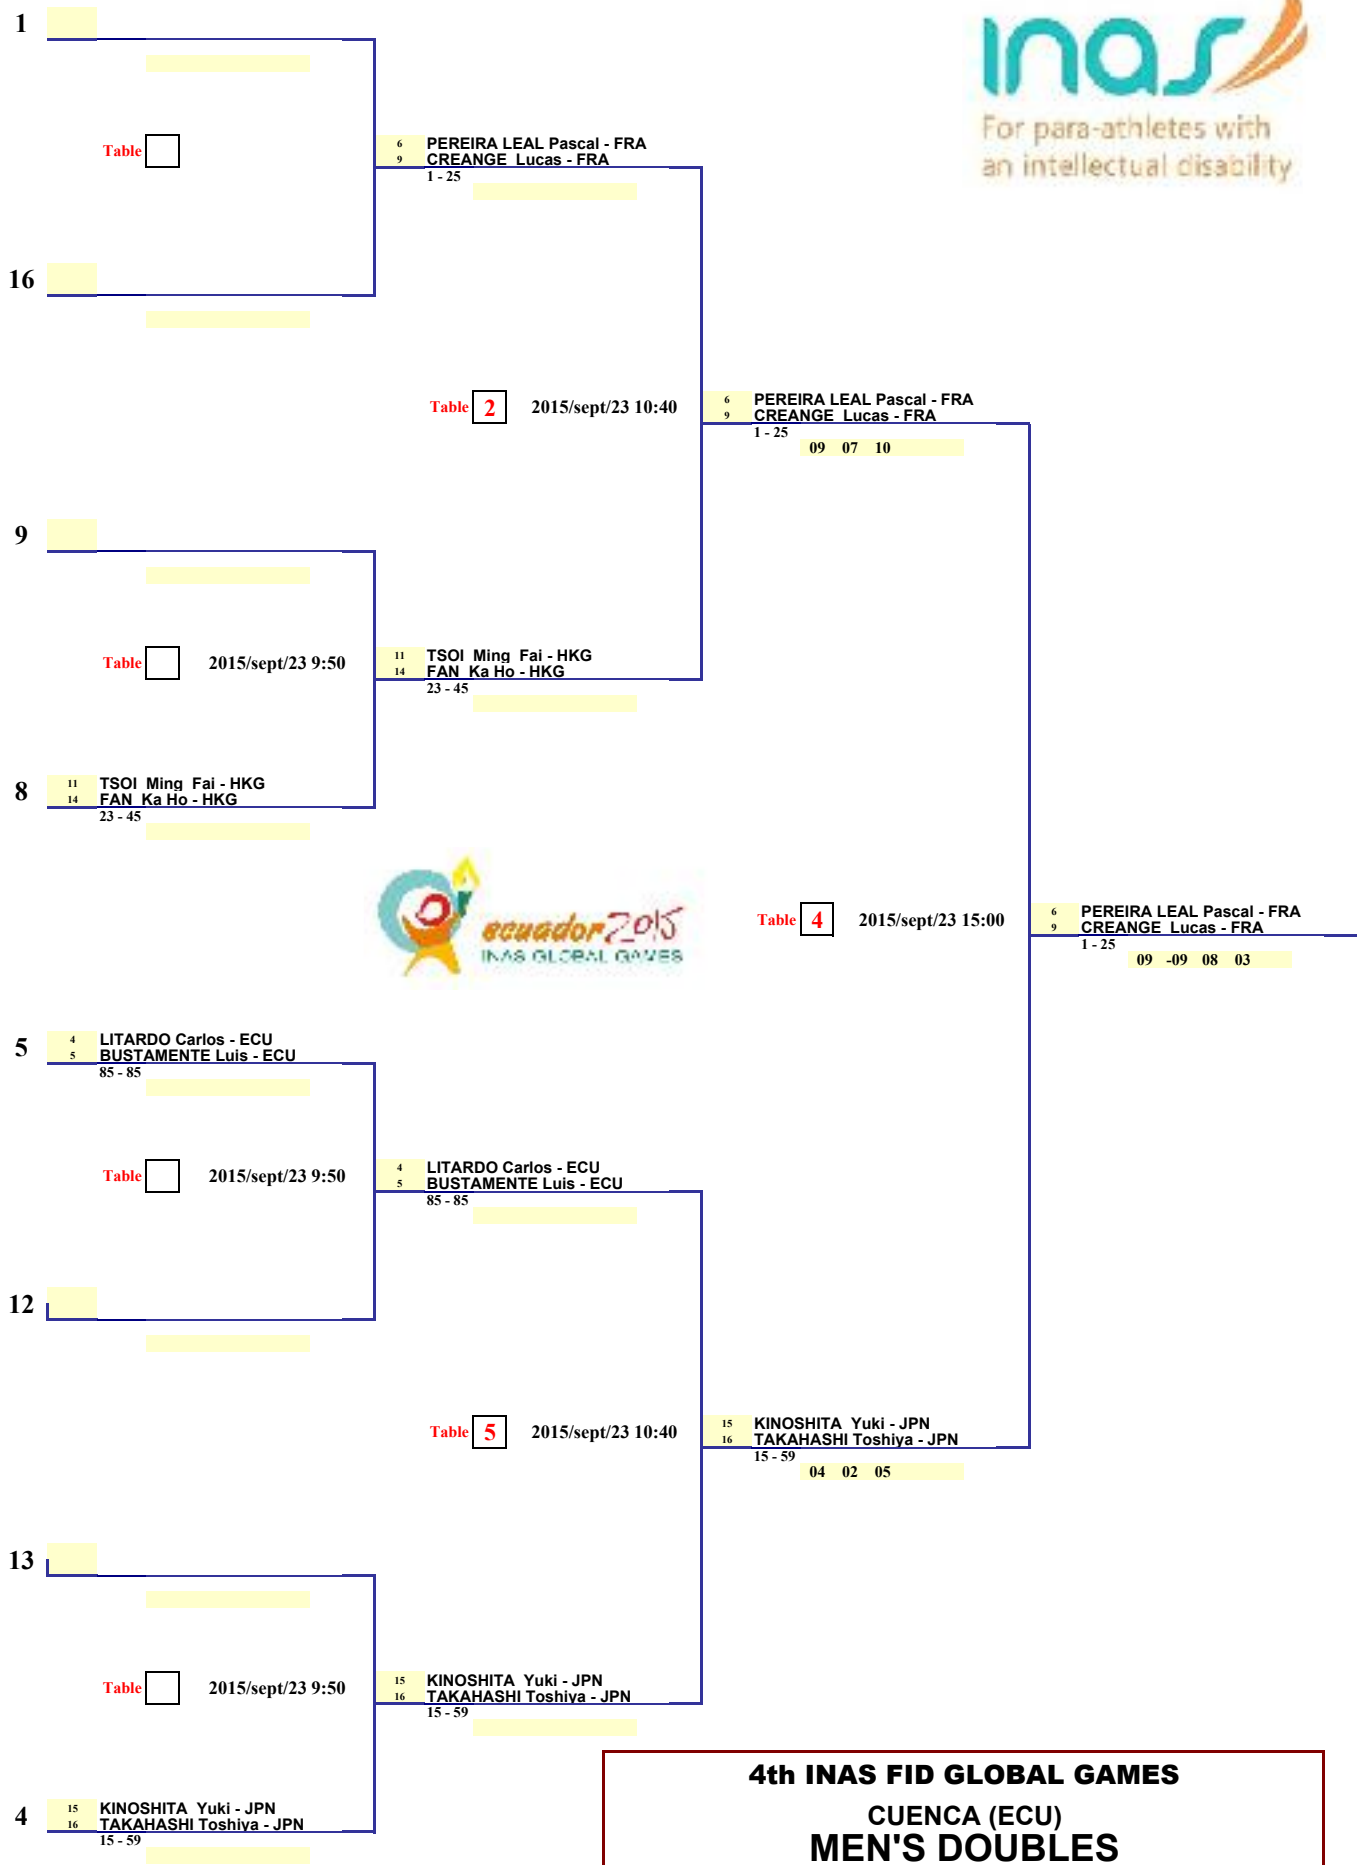 1
inas
For para-athletes with
an intellectual disability
Table
6 PEREIRA LEAL Pascal - FRA
9 CREANGE Lucas - FRA
1 - 25
16
Table 2 2015/sept/23 10:40
6 PEREIRA LEAL Pascal - FRA
9 CREANGE Lucas - FRA
1 - 25
09 07 10
9
Table 2015/sept/23 9:50
11 TSOI Ming Fai - HKG
14 FAN Ka Ho - HKG
23 - 45
8
11 TSOI Ming Fai - HKG
14 FAN Ka Ho - HKG
23 - 45
ecuador 2015
INAS GLOBAL GAMES
Table 4 2015/sept/23 15:00
6 PEREIRA LEAL Pascal - FRA
9 CREANGE Lucas - FRA
1 - 25
09 -09 08 03
5
4 LITARDO Carlos - ECU
5 BUSTAMENTE Luis - ECU
85 - 85
Table 2015/sept/23 9:50
4 LITARDO Carlos - ECU
5 BUSTAMENTE Luis - ECU
85 - 85
12
Table 5 2015/sept/23 10:40
15 KINOSHITA Yuki - JPN
16 TAKAHASHI Toshiya - JPN
15 - 59
04 02 05
13
Table 2015/sept/23 9:50
15 KINOSHITA Yuki - JPN
16 TAKAHASHI Toshiya - JPN
15 - 59
4
15 KINOSHITA Yuki - JPN
16 TAKAHASHI Toshiya - JPN
15 - 59
4th INAS FID GLOBAL GAMES
CUENCA (ECU)
MEN'S DOUBLES